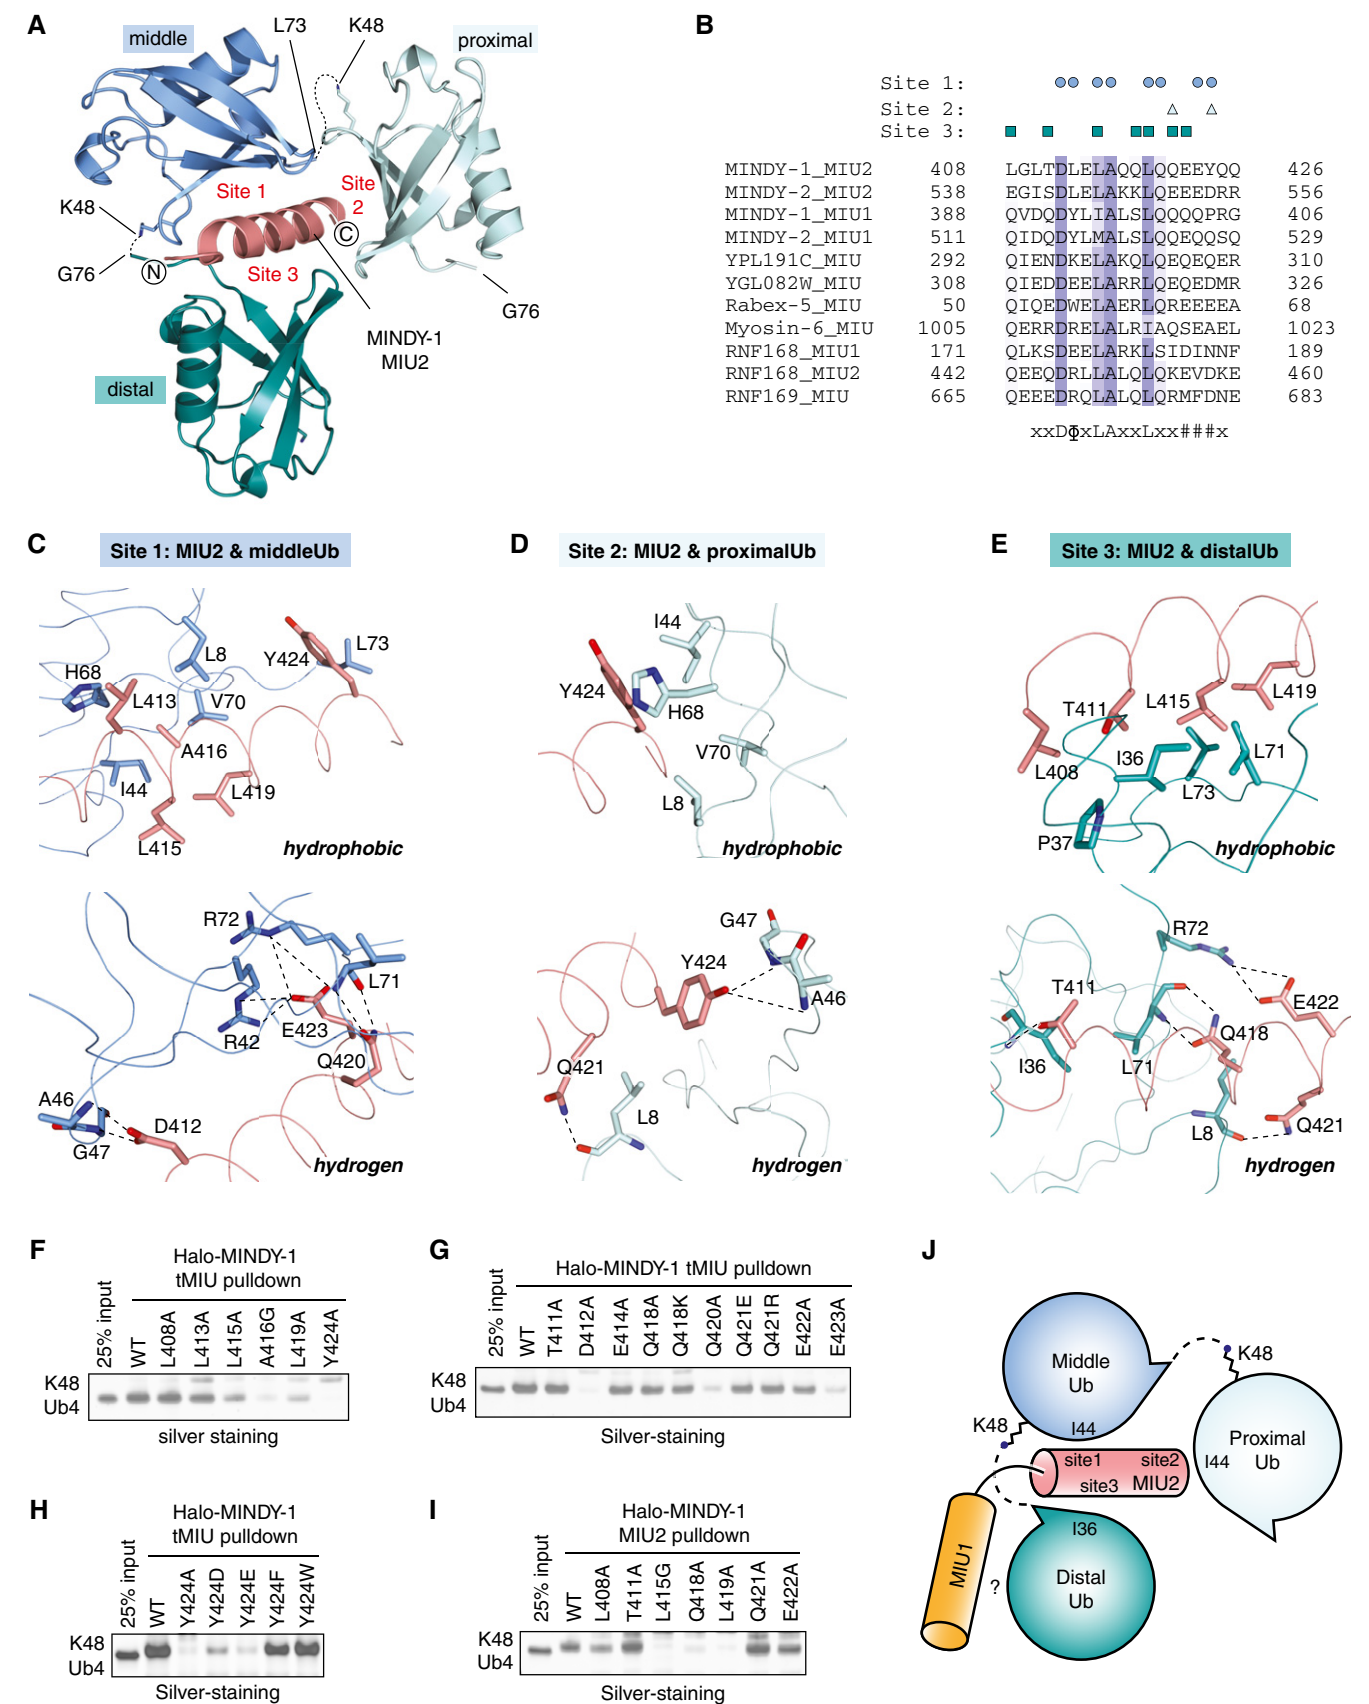 A
middle
L73
K48
proximal
Site 1
Site
2
K48
C
G76
N
Site 3
G76
MINDY-1
MIU2
distal
B
Site 1:
Site 2:
Site 3:
MINDY-1_MIU2 408 LGLTDLELAQQLQQEEYQQ 426
MINDY-2_MIU2 538 EGISDLELAKKLQEEEDRR 556
MINDY-1_MIU1 388 QVDQDYLIALSLQQQQPRG 406
MINDY-2_MIU1 511 QIDQDYLMALSLQQEQQSQ 529
YPL191C_MIU 292 QIENDKELAKQLQEQEQER 310
YGL082W_MIU 308 QIEDDEELARRLQEQEDMR 326
Rabex-5_MIU 50 QIQEDWELAERLQREEEEA 68
Myosin-6_MIU 1005 QERRDRELALRIAQSEAEL 1023
RNF168_MIU1 171 QLKSDEELARKLSIDINNF 189
RNF168_MIU2 442 QEEQDRLLALQLQKEVDKE 460
RNF169_MIU 665 QEEEDRQLALQLQRMFDNE 683
xxDΦxLAxxLxx###x
C
Site 1: MIU2 & middleUb
L8
Y424
L73
H68
L413
V70
A416
I44
L419
L415
hydrophobic
R72
L71
R42
E423
Q420
A46
D412
G47
hydrogen
D
Site 2: MIU2 & proximalUb
I44
Y424
H68
V70
L8
hydrophobic
G47
Y424
A46
Q421
L8
hydrogen
E
Site 3: MIU2 & distalUb
L419
L415
T411
I36
L71
L408
L73
P37
hydrophobic
R72
T411
E422
Q418
I36
L71
L8
Q421
hydrogen
F
Halo-MINDY-1
tMIU pulldown
25% input
WT
L408A
L413A
L415A
A416G
L419A
Y424A
K48
Ub4
silver staining
G
Halo-MINDY-1 tMIU pulldown
25% input
WT
T411A
D412A
E414A
Q418A
Q418K
Q420A
Q421E
Q421R
E422A
E423A
K48
Ub4
Silver-staining
H
Halo-MINDY-1
tMIU pulldown
25% input
WT
Y424A
Y424D
Y424E
Y424F
Y424W
K48
Ub4
Silver-staining
I
Halo-MINDY-1
MIU2 pulldown
25% input
WT
L408A
T411A
L415G
Q418A
L419A
Q421A
E422A
K48
Ub4
Silver-staining
J
Middle
Ub
K48
K48
I44
Proximal
Ub
I44
site1
site2
site3
MIU2
I36
MIU1
?
Distal
Ub